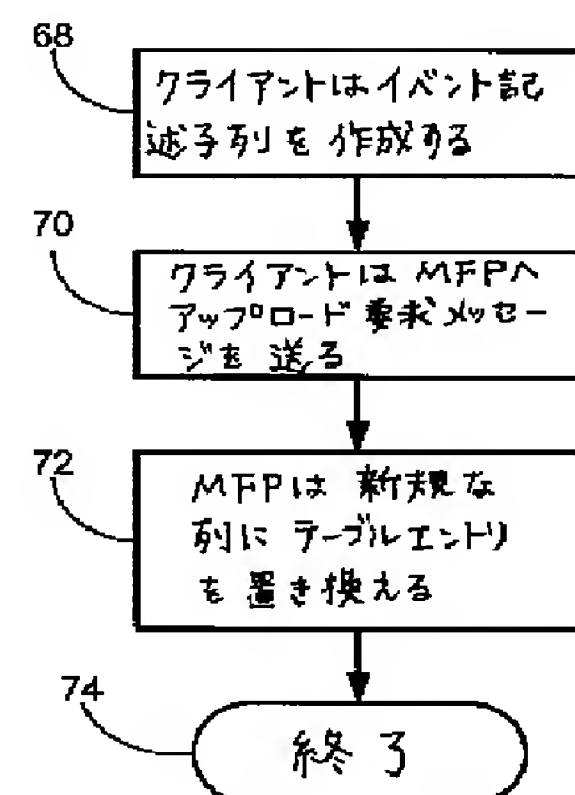 68
クライアントはイベント記
述子列を作成する
70
クライアントは MFPへ
アップロード要求メッセー
ジを送る
72
MFPは 新規な
列に テーブルエントリ
を置き換える
74
終了